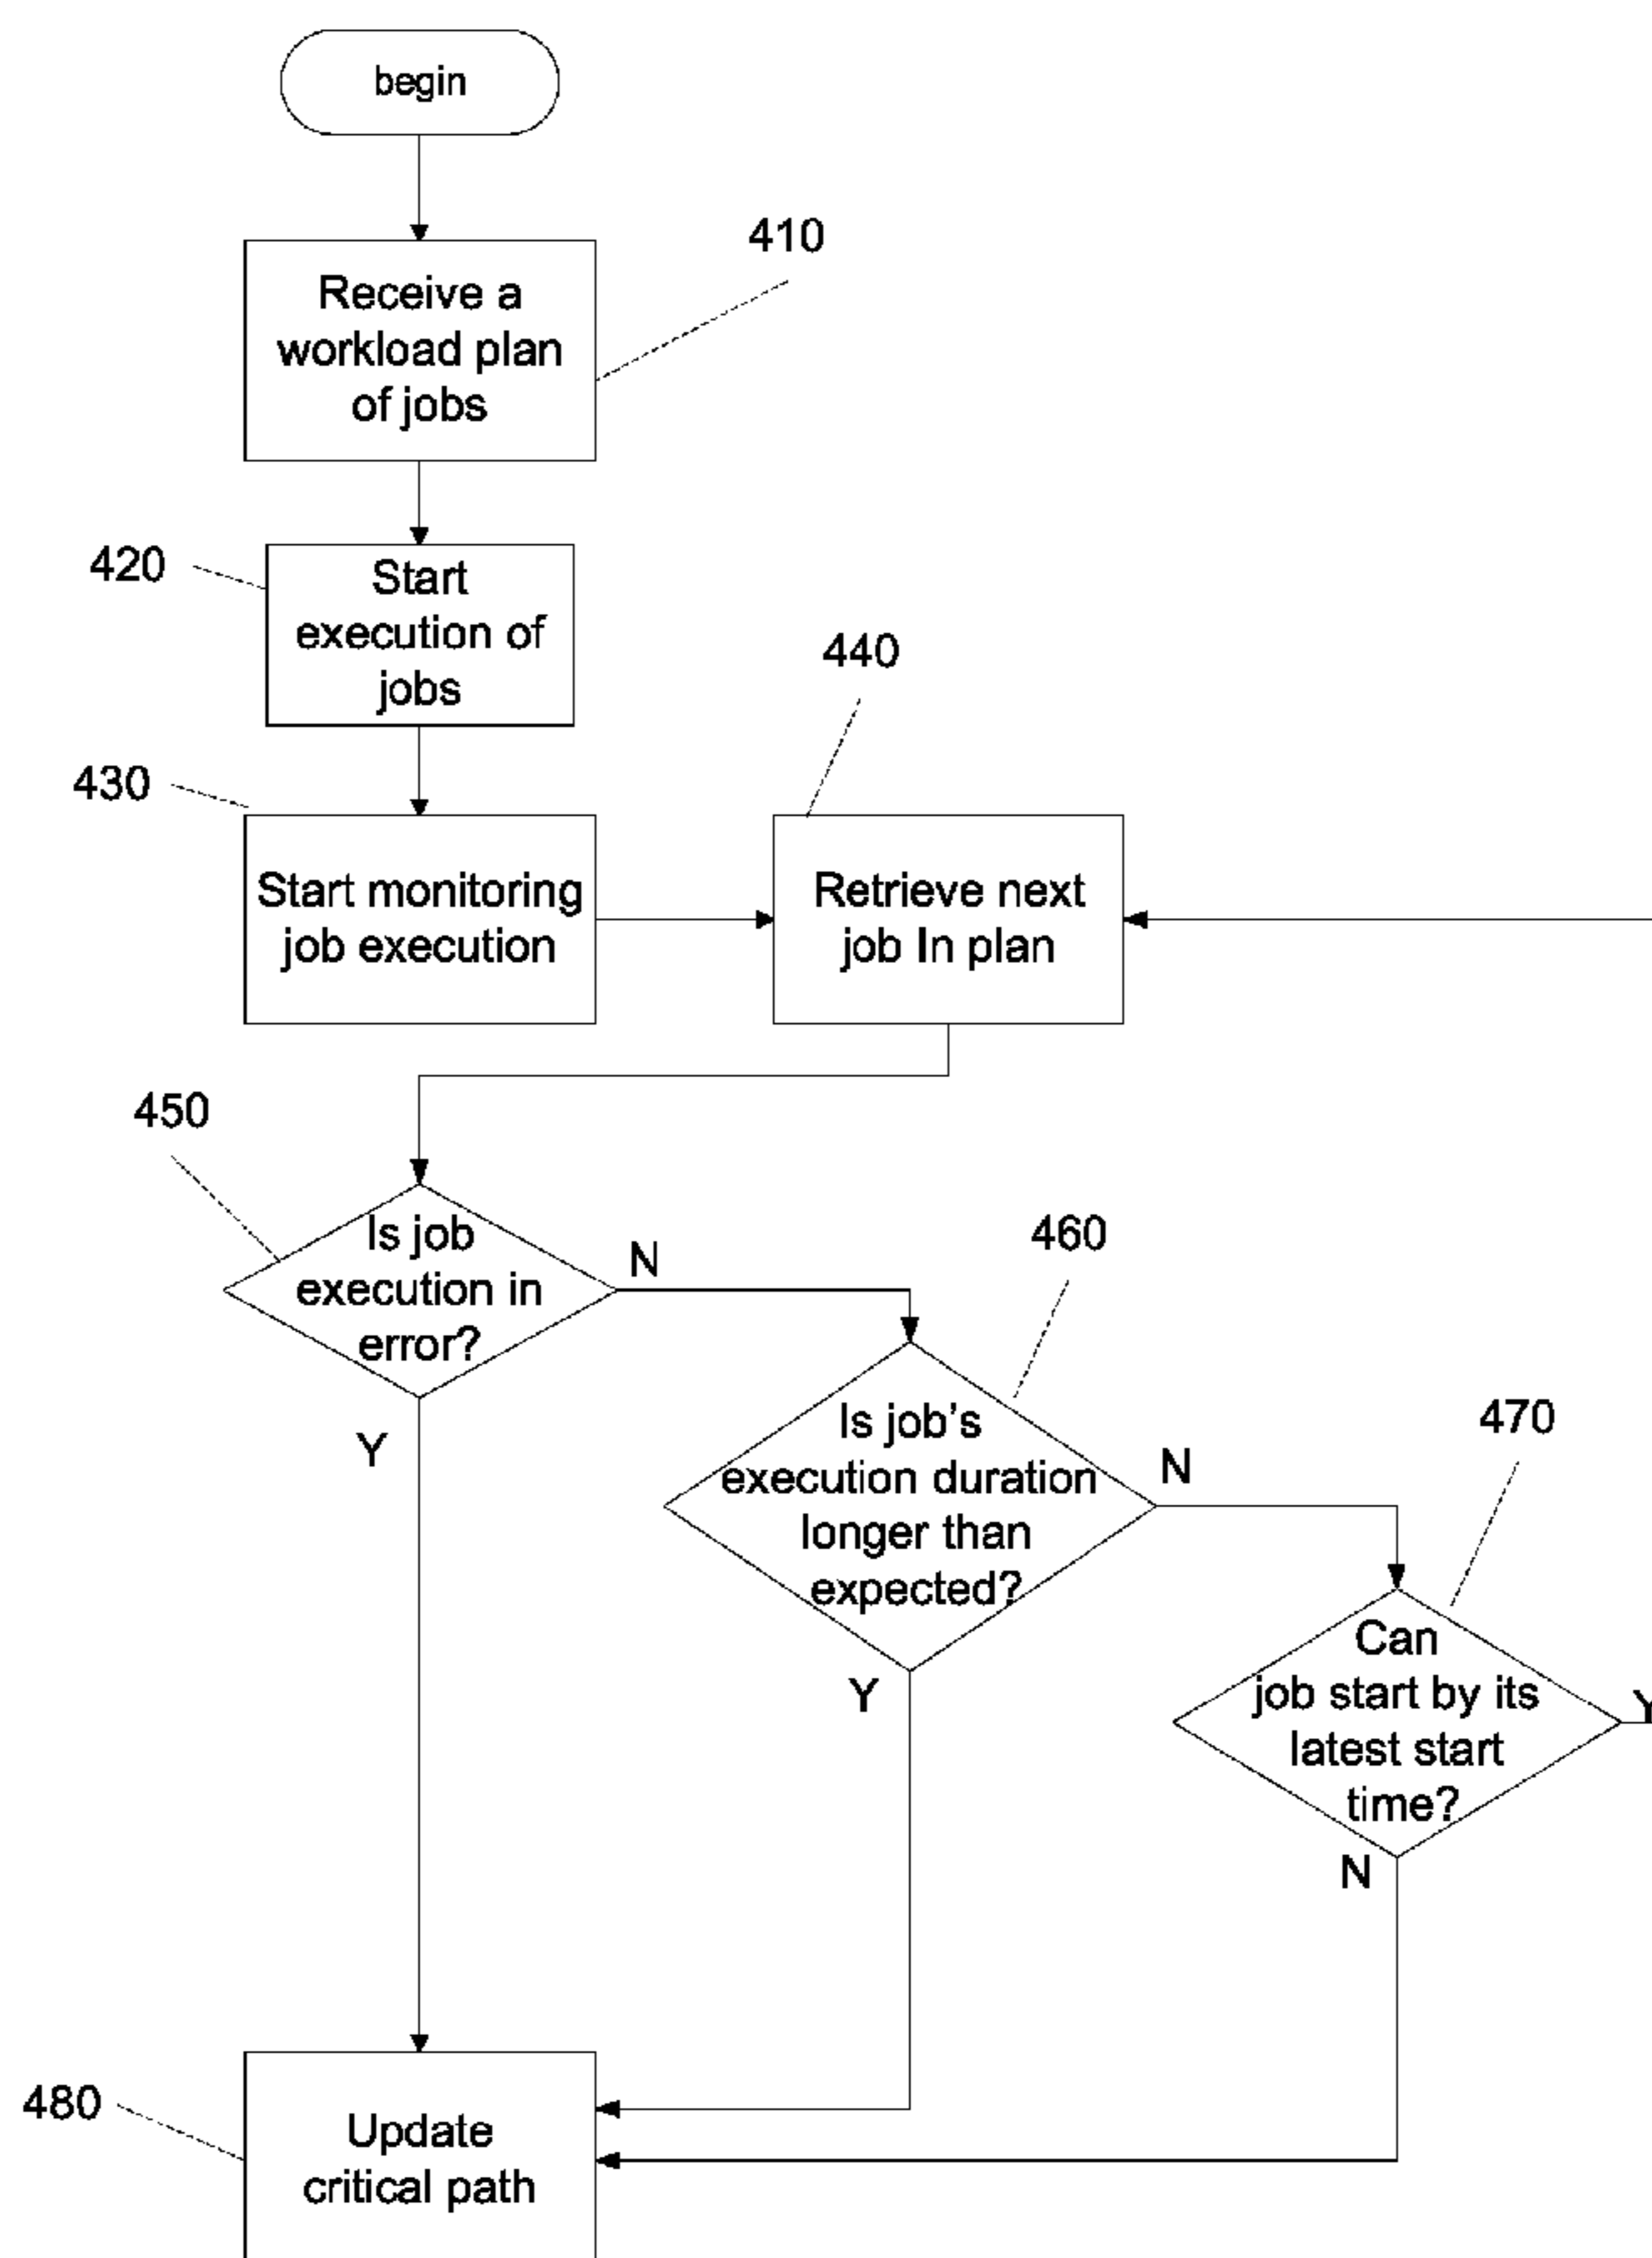 begin
410
Receive a
workload plan
of jobs
420
Start
execution of
jobs
440
430
Start monitoring
job execution
Retrieve next
job In plan
450
Is job
execution in
error?
N
Y
460
Is job's
execution duration
longer than
expected?
N
Y
470
Can
job start by its
latest start
time?
Y
N
480
Update
critical path